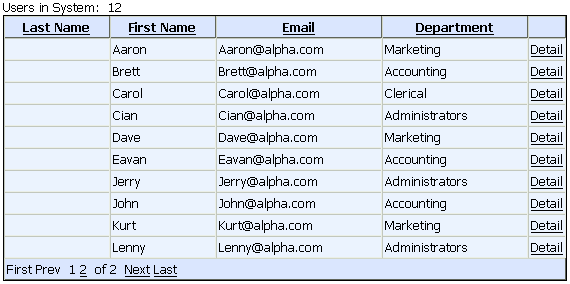 Users in System: 12
Last Name First Name Email Department
Aaron Aaron@alpha.com Marketing Detail
Brett Brett@alpha.com Accounting Detail
Carol Carol@alpha.com Clerical Detail
Cian Cian@alpha.com Administrators Detail
Dave Dave@alpha.com Marketing Detail
Eavan Eavan@alpha.com Accounting Detail
Jerry Jerry@alpha.com Administrators Detail
John John@alpha.com Accounting Detail
Kurt Kurt@alpha.com Marketing Detail
Lenny Lenny@alpha.com Administrators Detail
First Prev 1 2 of 2 Next Last